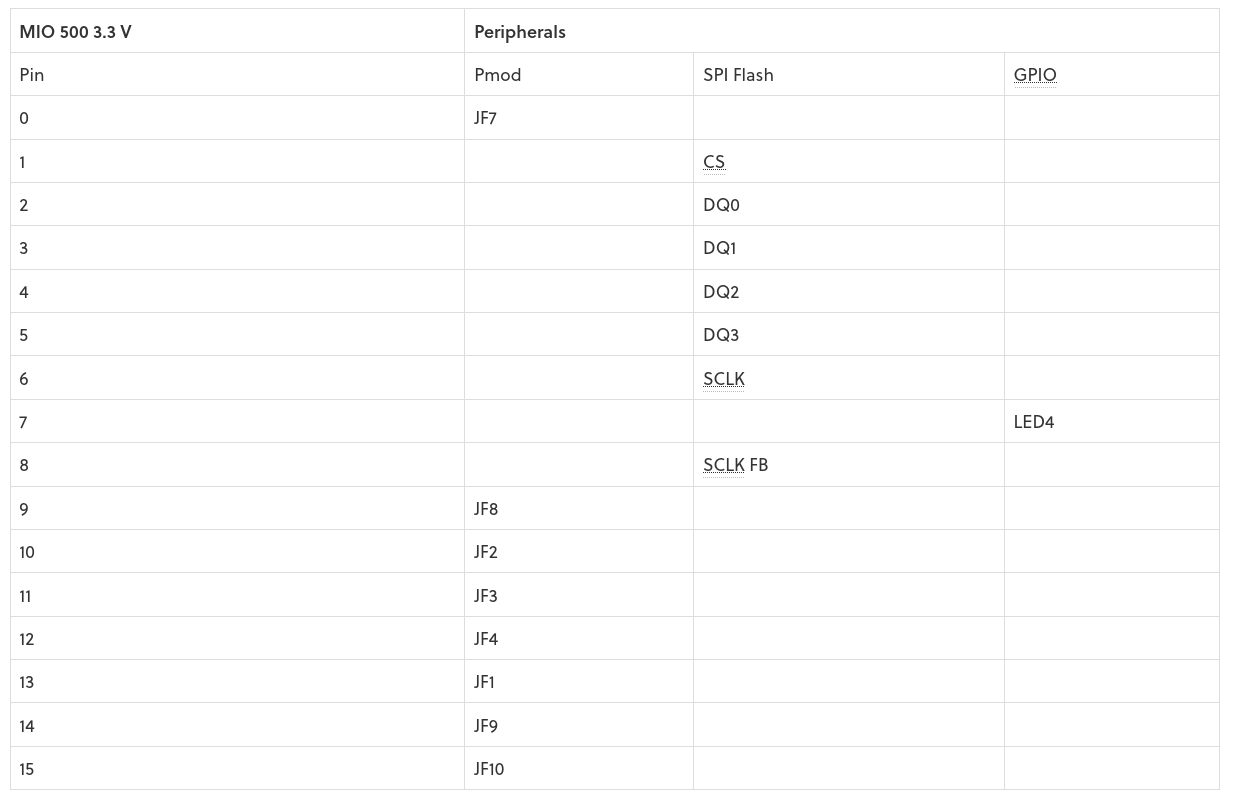 MIO 500 3.3 V Peripherals
Pin Pmod SPI Flash GPIO
0 JF7
1 CS
2 DQ0
3 DQ1
4 DQ2
5 DQ3
6 SCLK
7 LED4
8 SCLK FB
9 JF8
10 JF2
11 JF3
12 JF4
13 JF1
14 JF9
15 JF10